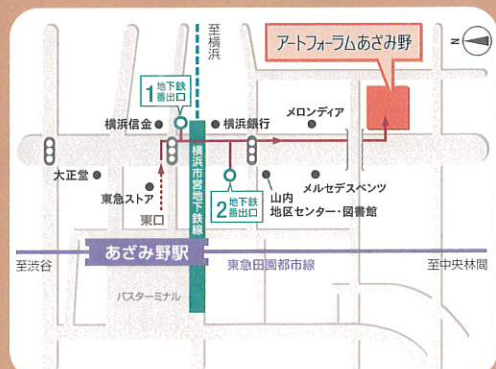 至横浜
アートフォーラムあざみ野
N
1 地下鉄
番出口
横浜信金
横浜銀行
メロンディア
大正堂
東急ストア
東口
横浜市営地下鉄線
2 地下鉄
番出口
山内
地区センター・図書館
メルセデスベンツ
至渋谷
あざみ野駅
東急田園都市線
至中央林間
バスターミナル